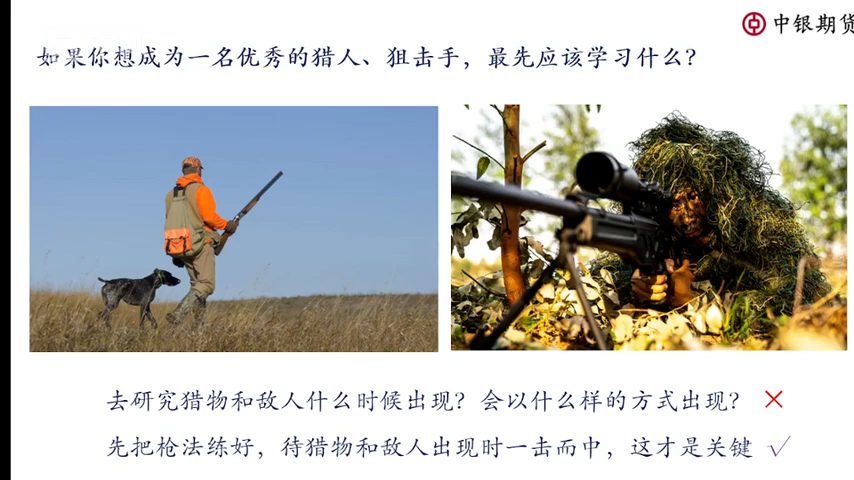 中银期货
如果你想成为一名优秀的猎人、狙击手，最先应该学习什么？
去研究猎物和敌人什么时候出现？会以什么样的方式出现？ ×
先把枪法练好，待猎物和敌人出现时一击而中，这才是关键 √